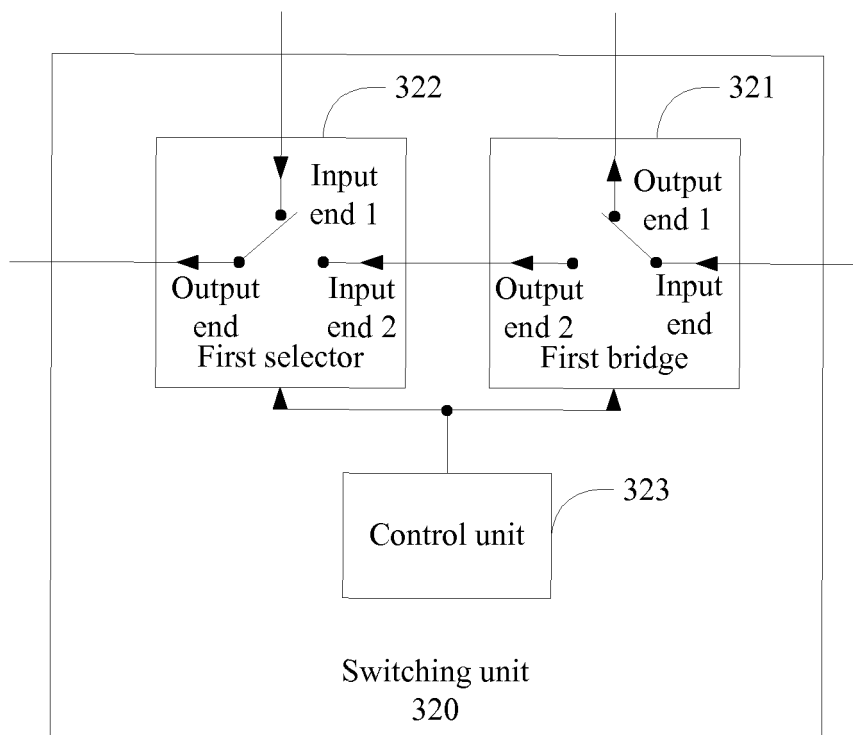 322
321
Input
end 1
Output
end 1
Output
end
Input
end 2
First selector
Output
end 2
Input
end
First bridge
323
Control unit
Switching unit
320